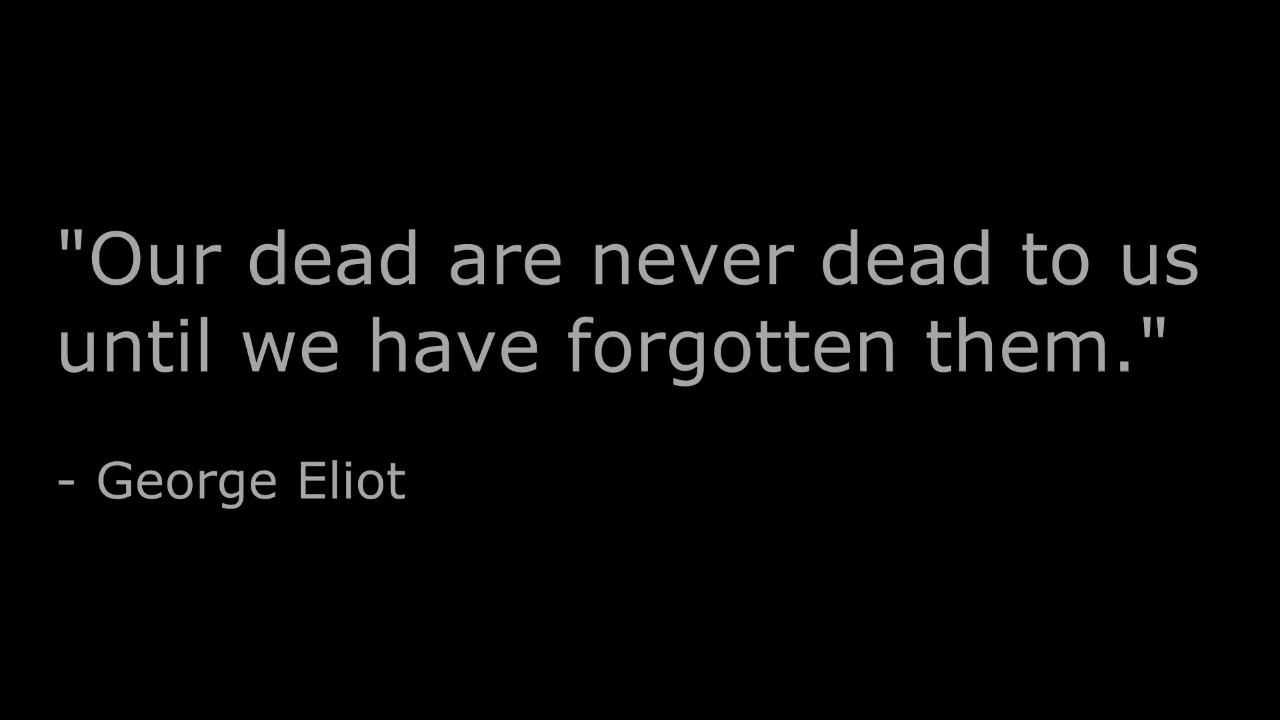 "Our dead are never dead to us
until we have forgotten them."
- George Eliot